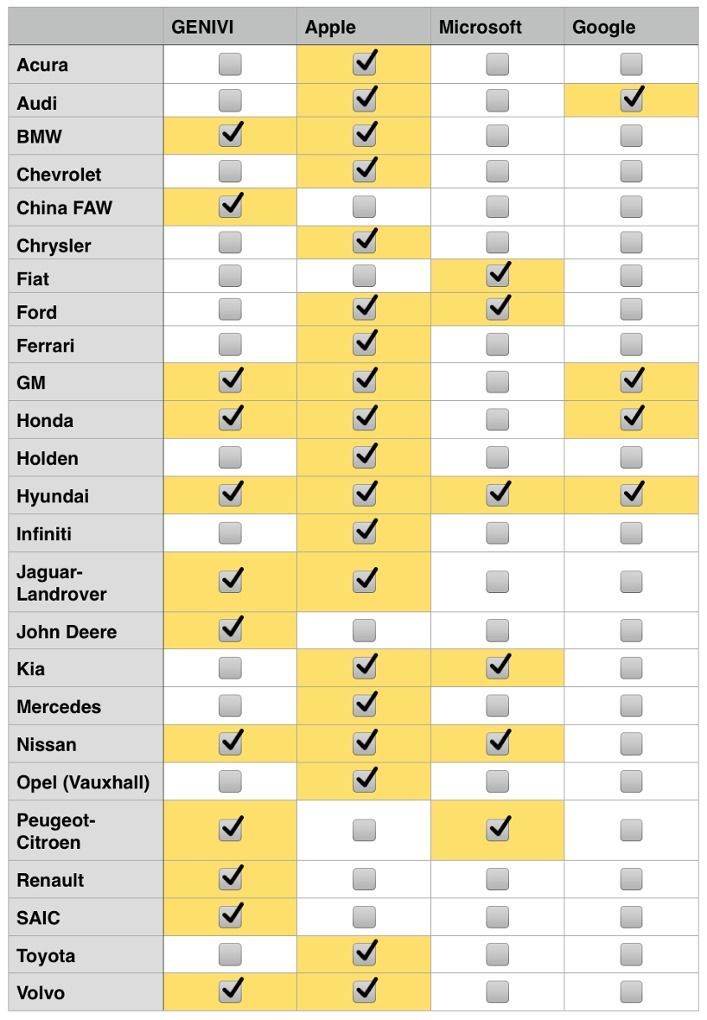 GENIVI Apple Microsoft Google
Acura
Audi
BMW
Chevrolet
China FAW
Chrysler
Fiat
Ford
Ferrari
GM
Honda
Holden
Hyundai
Infiniti
Jaguar-
Landrover
John Deere
Kia
Mercedes
Nissan
Opel (Vauxhall)
Peugeot-
Citroen
Renault
SAIC
Toyota
Volvo